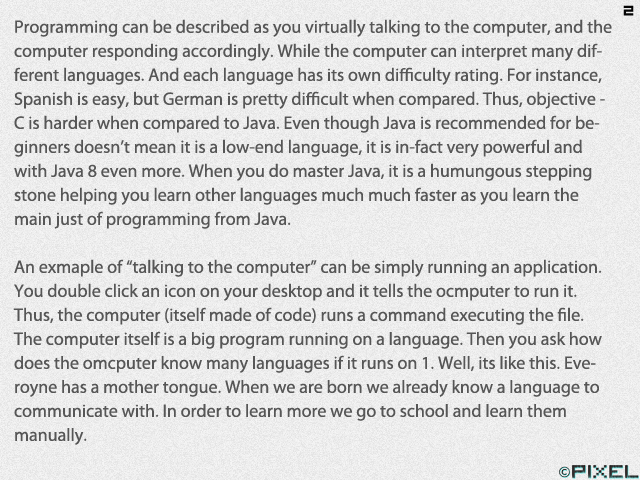 2
Programming can be described as you virtually talking to the computer, and the
computer responding accordingly. While the computer can interpret many dif-
ferent languages. And each language has its own difficulty rating. For instance,
Spanish is easy, but German is pretty difficult when compared. Thus, objective -
C is harder when compared to Java. Even though Java is recommended for be-
ginners doesn't mean it is a low-end language, it is in-fact very powerful and
with Java 8 even more. When you do master Java, it is a humungous stepping
stone helping you learn other languages much much faster as you learn the
main just of programming from Java.
An exmaple of “talking to the computer” can be simply running an application.
You double click an icon on your desktop and it tells the ocmputer to run it.
Thus, the computer (itself made of code) runs a command executing the file.
The computer itself is a big program running on a language. Then you ask how
does the omcputer know many languages if it runs on 1. Well, its like this. Eve-
royne has a mother tongue. When we are born we already know a language to
communicate with. In order to learn more we go to school and learn them
manually.
©PIXEL